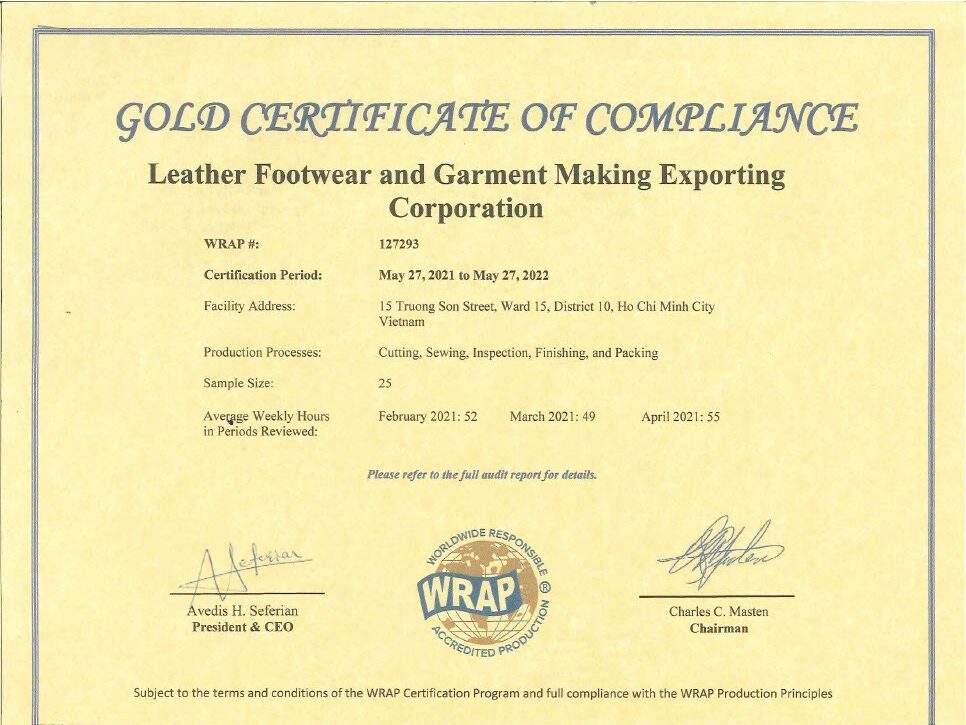 GOLD CERTIFICATE OF COMPLIANCE
Leather Footwear and Garment Making Exporting
Corporation
WRAP #: 127293
Certification Period: May 27, 2021 to May 27, 2022
Facility Address: 15 Truong Son Street, Ward 15, District 10, Ho Chi Minh City
Vietnam
Production Processes: Cutting, Sewing, Inspection, Finishing, and Packing
Sample Size: 25
Average Weekly Hours February 2021: 52 March 2021: 49 April 2021: 55
in Periods Reviewed:
Please refer to the full audit report for details.
Seferian
WORLDWIDE RESPONSIBLE
WRAP ®
ACCREDITED PRODUCTION
Avedis H. Seferian
President & CEO
Charles C. Masten
Chairman
Subject to the terms and conditions of the WRAP Certification Program and full compliance with the WRAP Production Principles